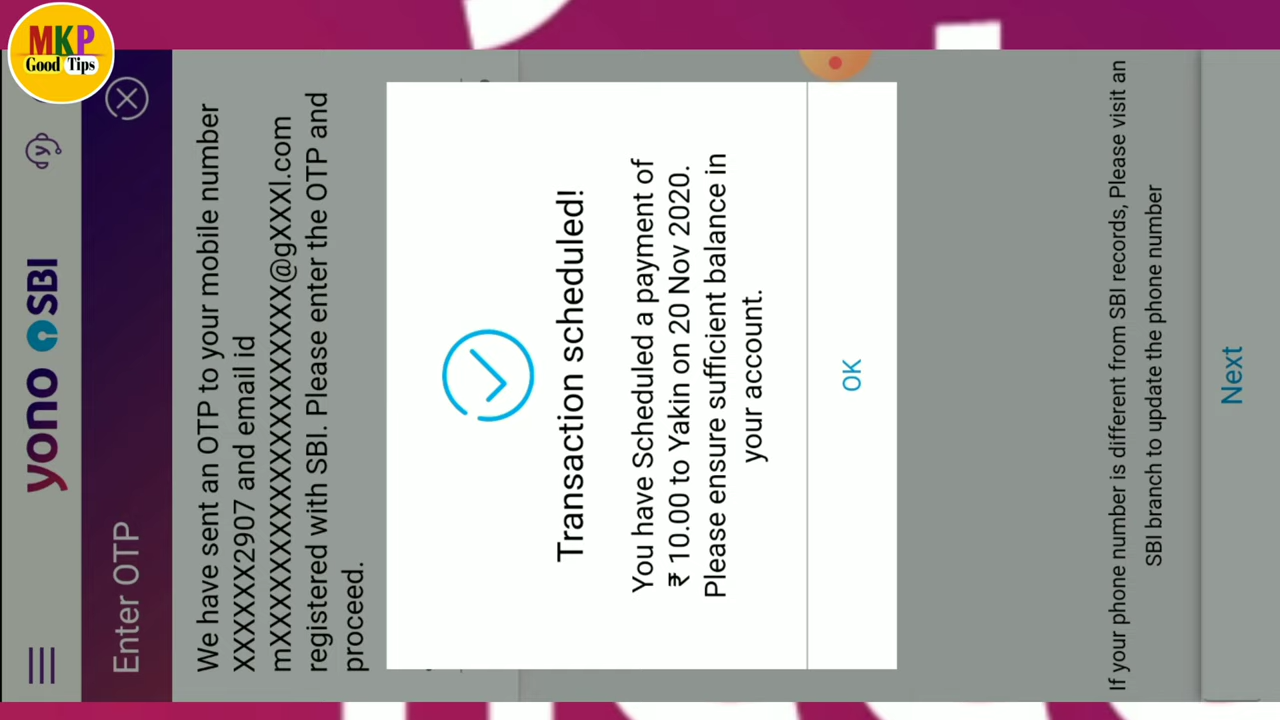 MKP
Good Tips
yono SBI
Enter OTP
We have sent an OTP to your mobile number
XXXXX2907 and email id
mXXXXXXXXXXXXXXXXXX@gXXXl.com
registered with SBI. Please enter the OTP and
proceed.
Transaction scheduled!
You have Scheduled a payment of
₹ 10.00 to Yakin on 20 Nov 2020.
Please ensure sufficient balance in
your account.
OK
If your phone number is different from SBI records, Please visit an
SBI branch to update the phone number
Next